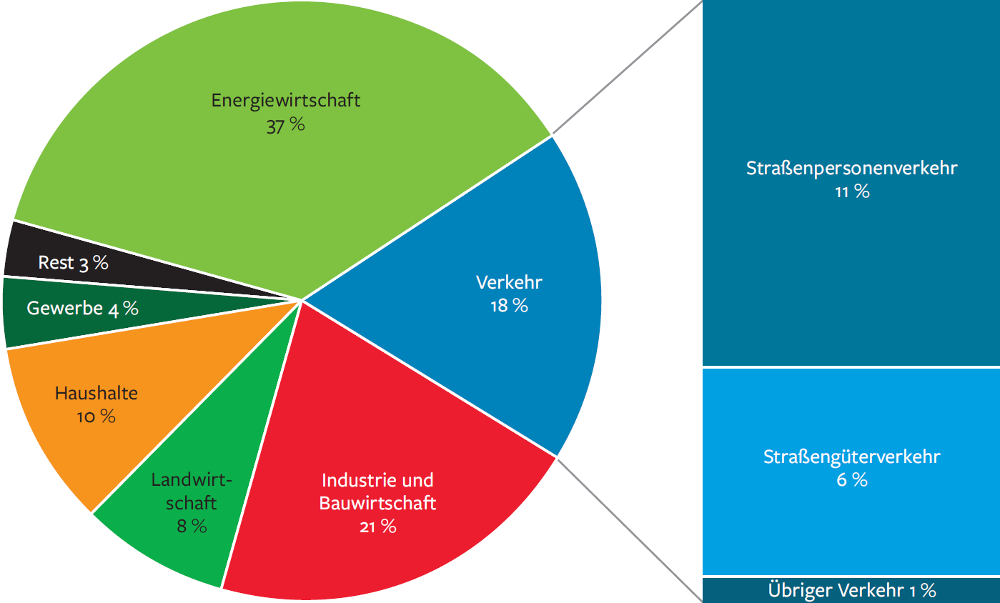 Energiewirtschaft
37 %
Verkehr
18 %
Industrie und
Bauwirtschaft
21 %
Landwirt-
schaft
8 %
Haushalte
10 %
Gewerbe 4 %
Rest 3 %
Straßenpersonenverkehr
11 %
Straßengüterverkehr
6 %
Übriger Verkehr 1 %